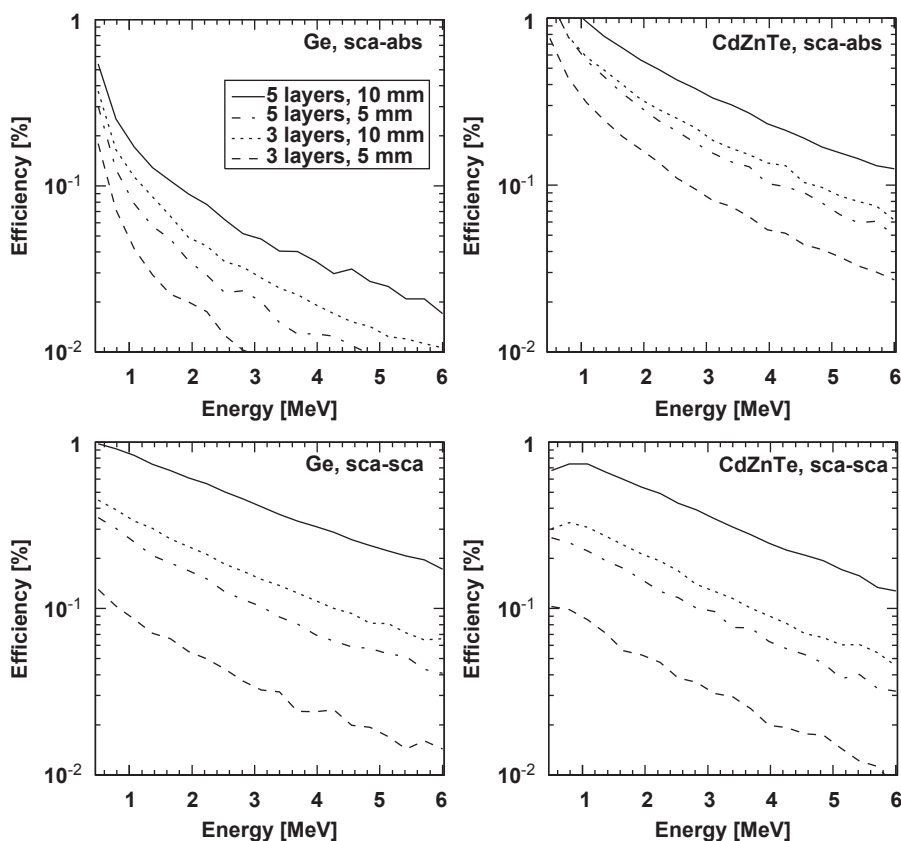 1
Ge, sca-abs
5 layers, 10 mm
5 layers, 5 mm
3 layers, 10 mm
3 layers, 5 mm
10-1
Efficiency [%]
10-2
1 2 3 4 5 6
Energy [MeV]
1
CdZnTe, sca-abs
10-1
Efficiency [%]
10-2
1 2 3 4 5 6
Energy [MeV]
1
Ge, sca-sca
10-1
Efficiency [%]
10-2
1 2 3 4 5 6
Energy [MeV]
1
CdZnTe, sca-sca
10-1
Efficiency [%]
10-2
1 2 3 4 5 6
Energy [MeV]